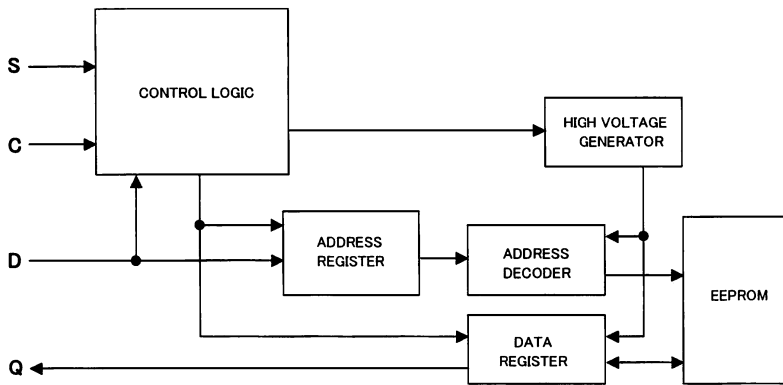 S
CONTROL LOGIC
C
HIGH VOLTAGE
GENERATOR
D
ADDRESS
REGISTER
ADDRESS
DECODER
EEPROM
DATA
REGISTER
Q